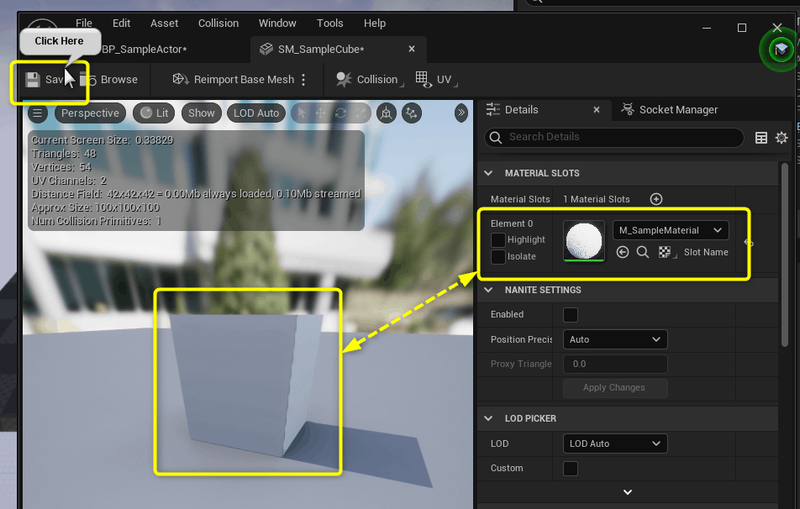 File Edit Asset Collision Window Tools Help
Click Here
BP_SampleActor* SM_SampleCube*
Save Browse Reimport Base Mesh Collision UV
Perspective Lit Show LOD Auto
Current Screen Size: 0.33829
Triangles: 48
Vertices: 54
UV Channels: 2
Distance Field: 42x42x42 = 0.00Mb always loaded, 0.10Mb streamed
Approx Size: 100x100x100
Num Collision Primitives: 1
Details Socket Manager
Search Details
MATERIAL SLOTS
Material Slots 1 Material Slots
Element 0
Highlight
Isolate
M_SampleMaterial
Slot Name
NANITE SETTINGS
Enabled
Position Precis Auto
Proxy Triangle 0.0
Apply Changes
LOD PICKER
LOD LOD Auto
Custom